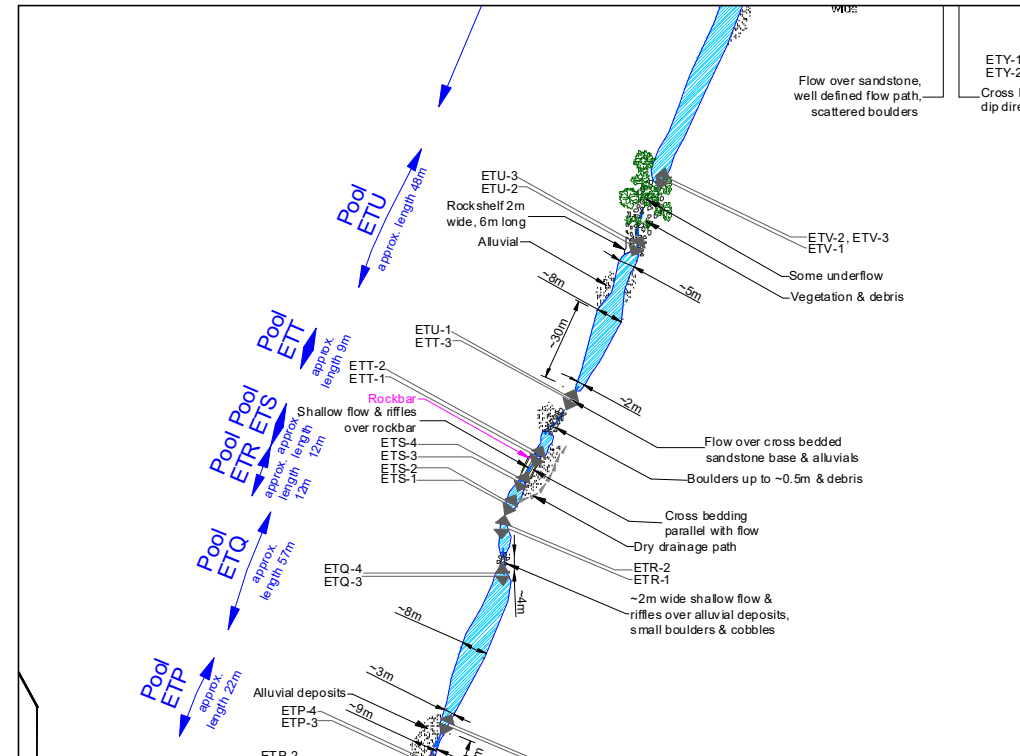 ETY-1
ETY-2
Flow over sandstone,
well defined flow path,
scattered boulders
Cross
dip dire
Pool
ETU
approx. length 48m
ETU-3
ETU-2
Rockshelf 2m
wide, 6m long
Alluvial
ETV-2, ETV-3
ETV-1
Some underflow
Vegetation & debris
~8m
~5m
~30m
ETU-1
ETT-3
~2m
Pool
ETT
approx.
length 9m
ETT-2
ETT-1
Rockbar
Shallow flow & riffles
over rockbar
ETS-4
ETS-3
ETS-2
ETS-1
Pool
ETS
approx.
length
12m
Pool
ETR
approx.
length
12m
Flow over cross bedded
sandstone base & alluvials
Boulders up to ~0.5m & debris
Cross bedding
parallel with flow
Dry drainage path
Pool
ETQ
approx.
length 57m
ETQ-4
ETQ-3
ETR-2
ETR-1
~4m
~2m wide shallow flow &
riffles over alluvial deposits,
small boulders & cobbles
~8m
Pool
ETP
approx.
length 22m
~3m
Alluvial deposits
~9m
ETP-4
ETP-3
ETP-2